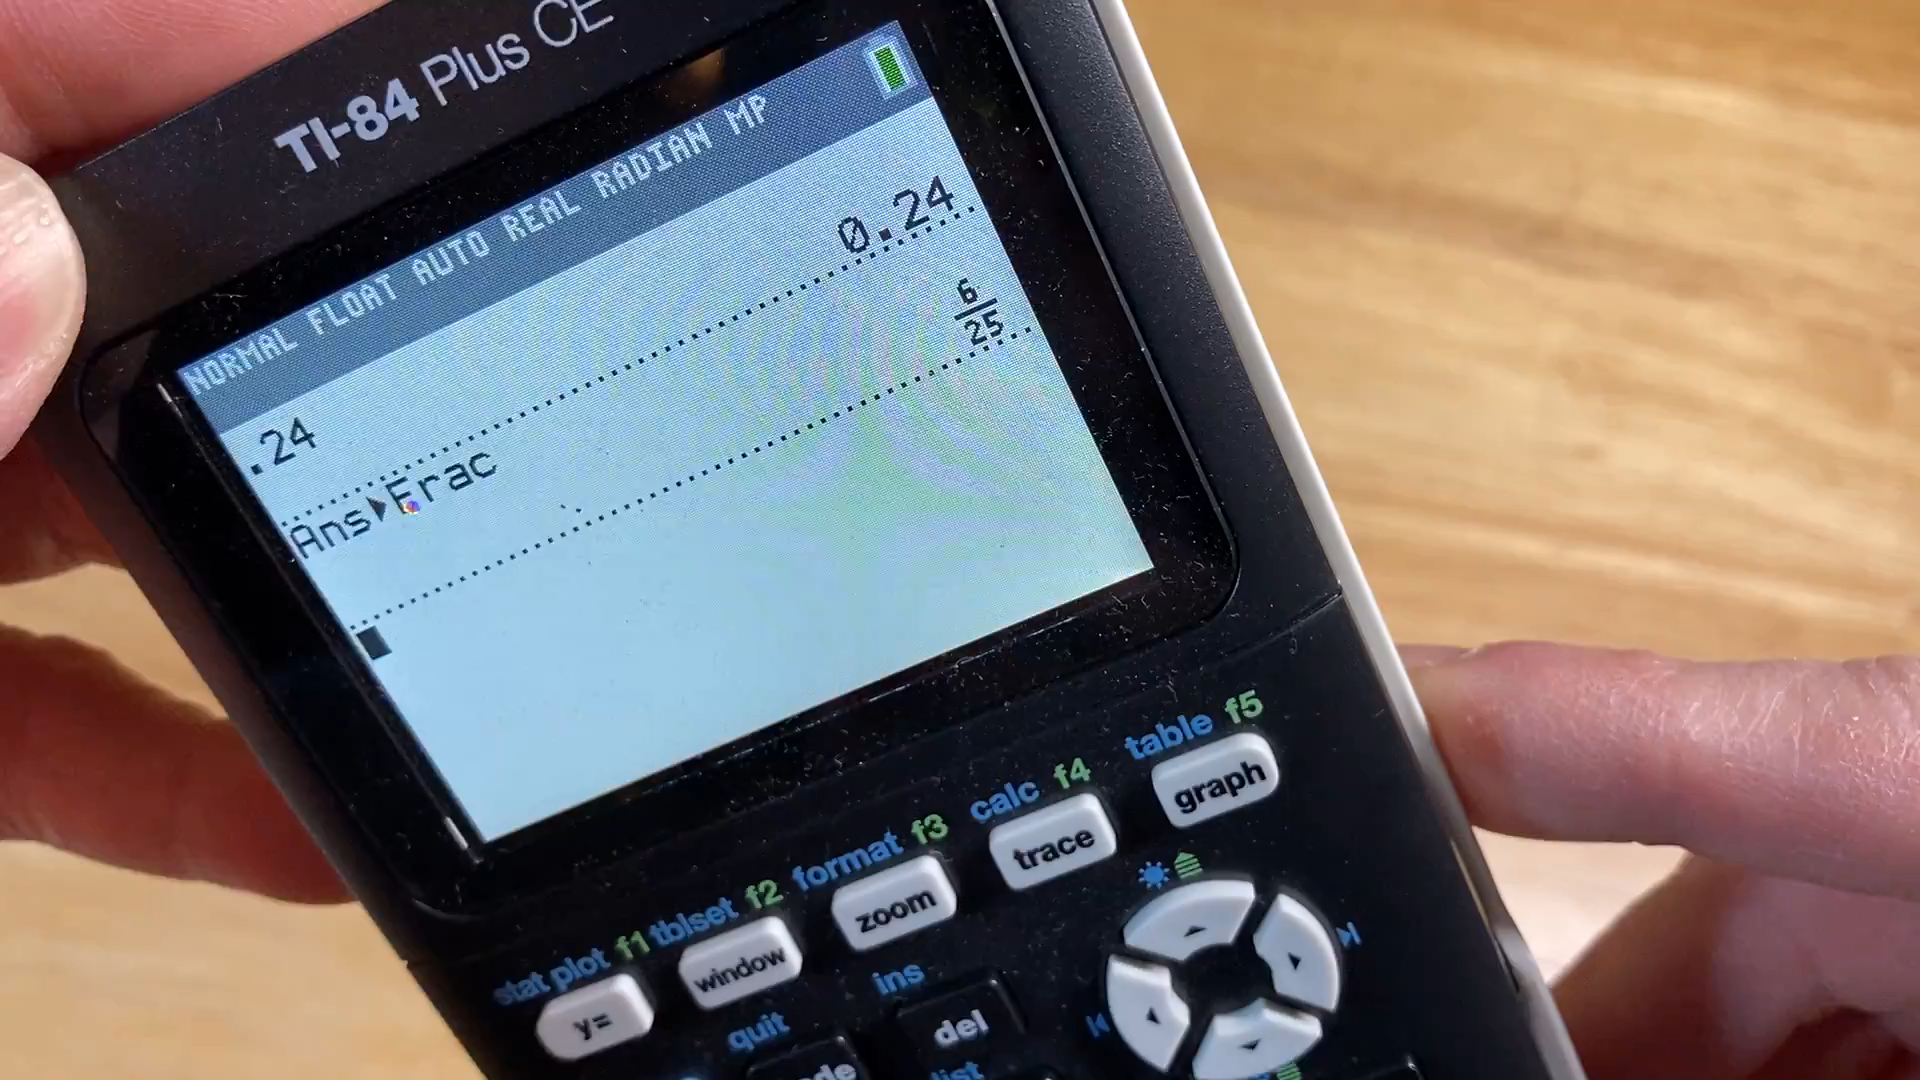 TI-84 Plus CE
NORMAL FLOAT AUTO REAL RADIAN MP
.24
0.24
Ans▶Frac
6
25
stat plot f1 tblset f2 format f3 calc f4 table f5
y= window zoom trace graph
quit ins
del
list